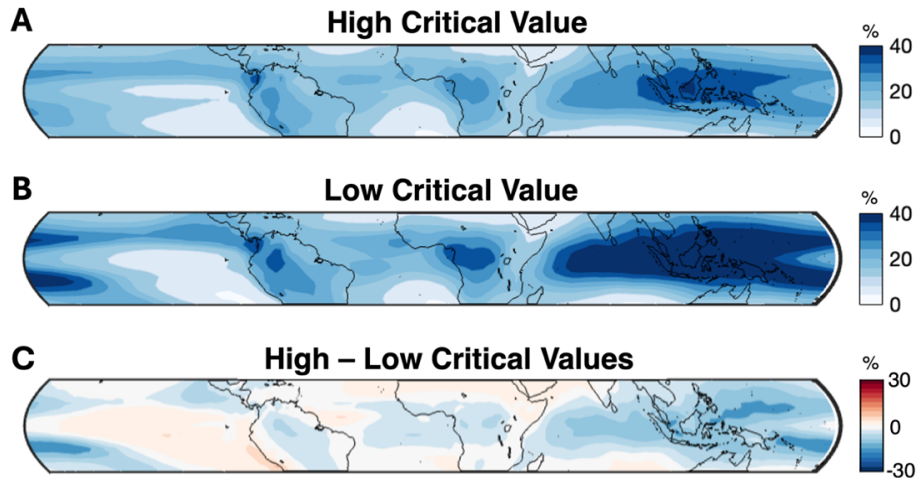 A
High Critical Value
%
40
20
0
B
Low Critical Value
%
40
20
0
C
High – Low Critical Values
%
30
0
-30